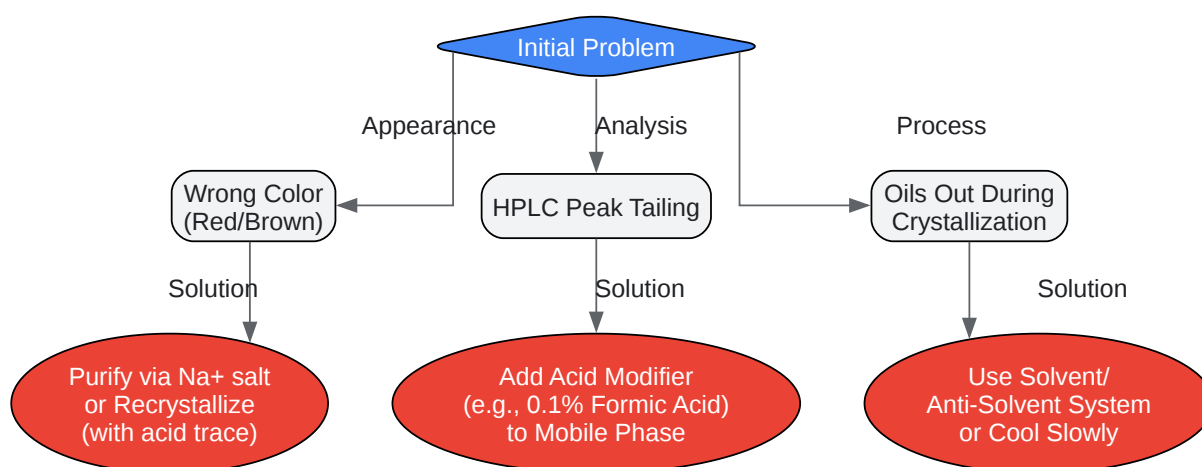 Initial Problem
Appearance
Analysis
Process
Wrong Color
(Red/Brown)
HPLC Peak Tailing
Oils Out During
Crystallization
Solution
Solution
Solution
Purify via Na+ salt
or Recrystallize
(with acid trace)
Add Acid Modifier
(e.g., 0.1% Formic Acid)
to Mobile Phase
Use Solvent/
Anti-Solvent System
or Cool Slowly